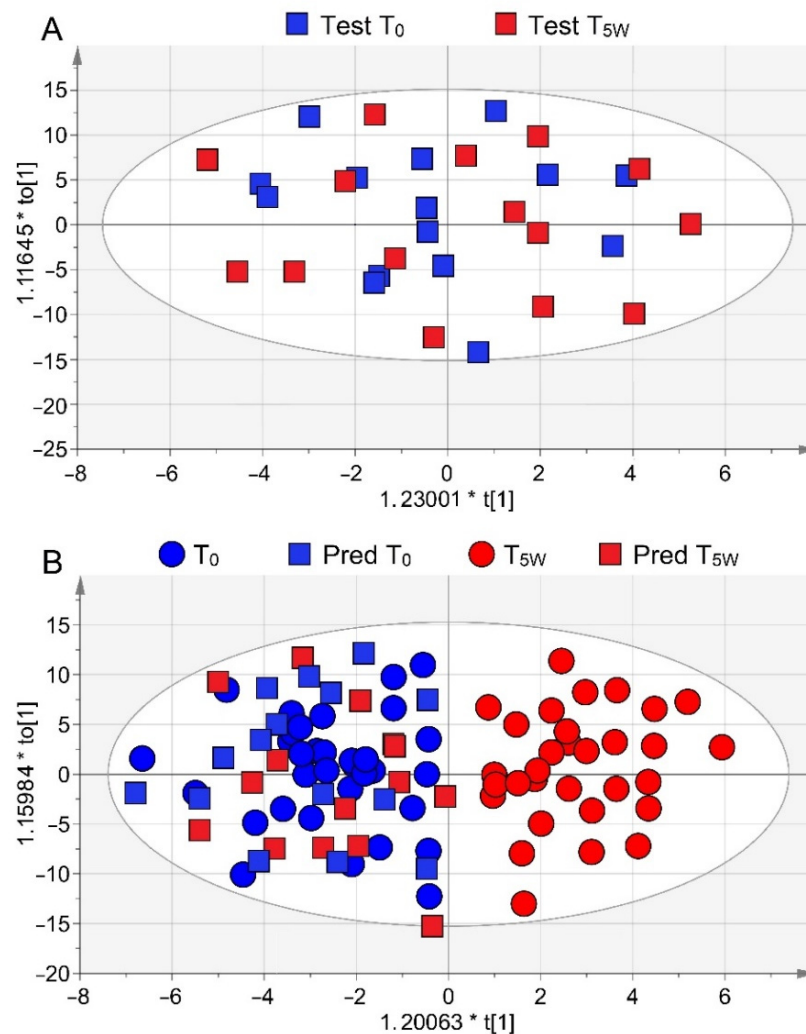 A
Test T0 Test T5W
15
10
5
0
−5
−10
−15
−20
−25
1.11645 * to[1]
−8 −6 −4 −2 0 2 4 6
1.23001 * t[1]
B
T0 Pred T0 T5W Pred T5W
15
10
5
0
−5
−10
−15
−20
1.15984 * to[1]
−8 −6 −4 −2 0 2 4 6
1.20063 * t[1]